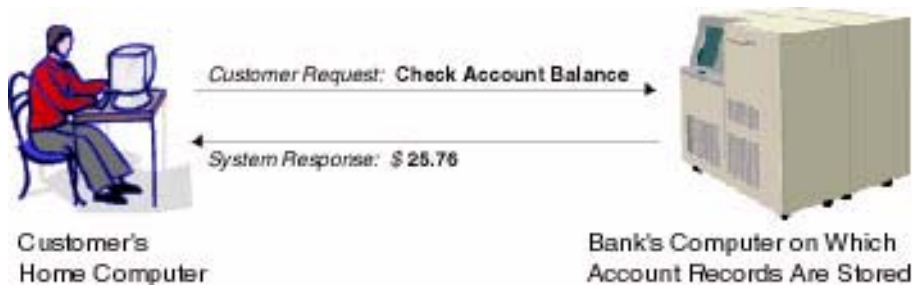 Customer Request: Check Account Balance
System Response: $ 25.76
Customer's
Home Computer
Bank's Computer on Which
Account Records Are Stored